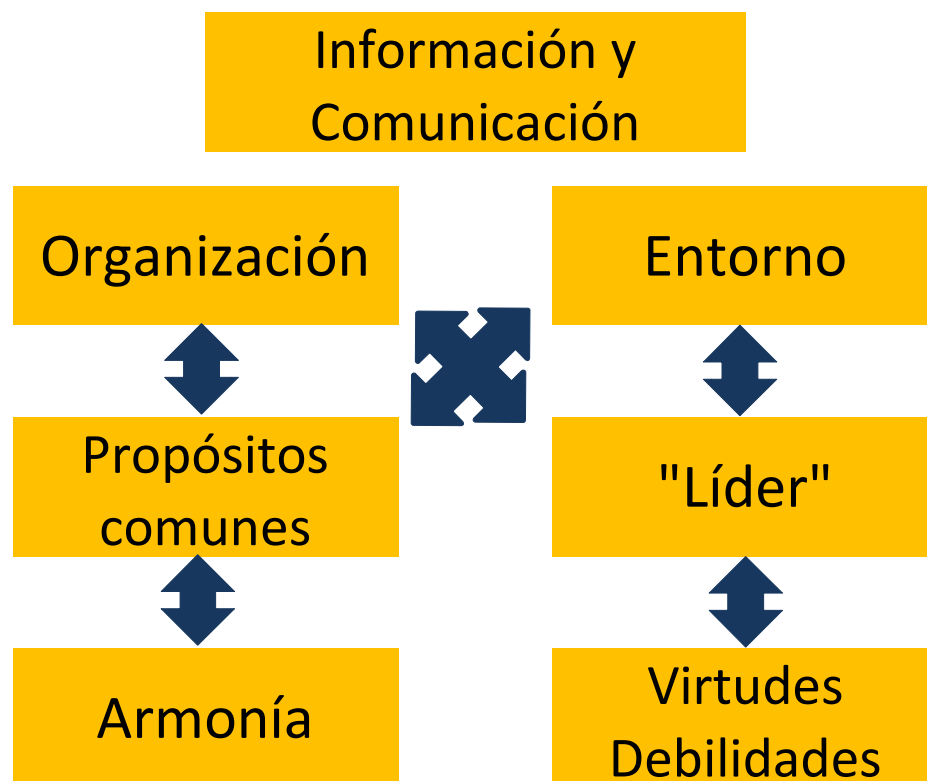 Información y
Comunicación
Organización
Entorno
Propósitos
comunes
"Líder"
Armonía
Virtudes
Debilidades